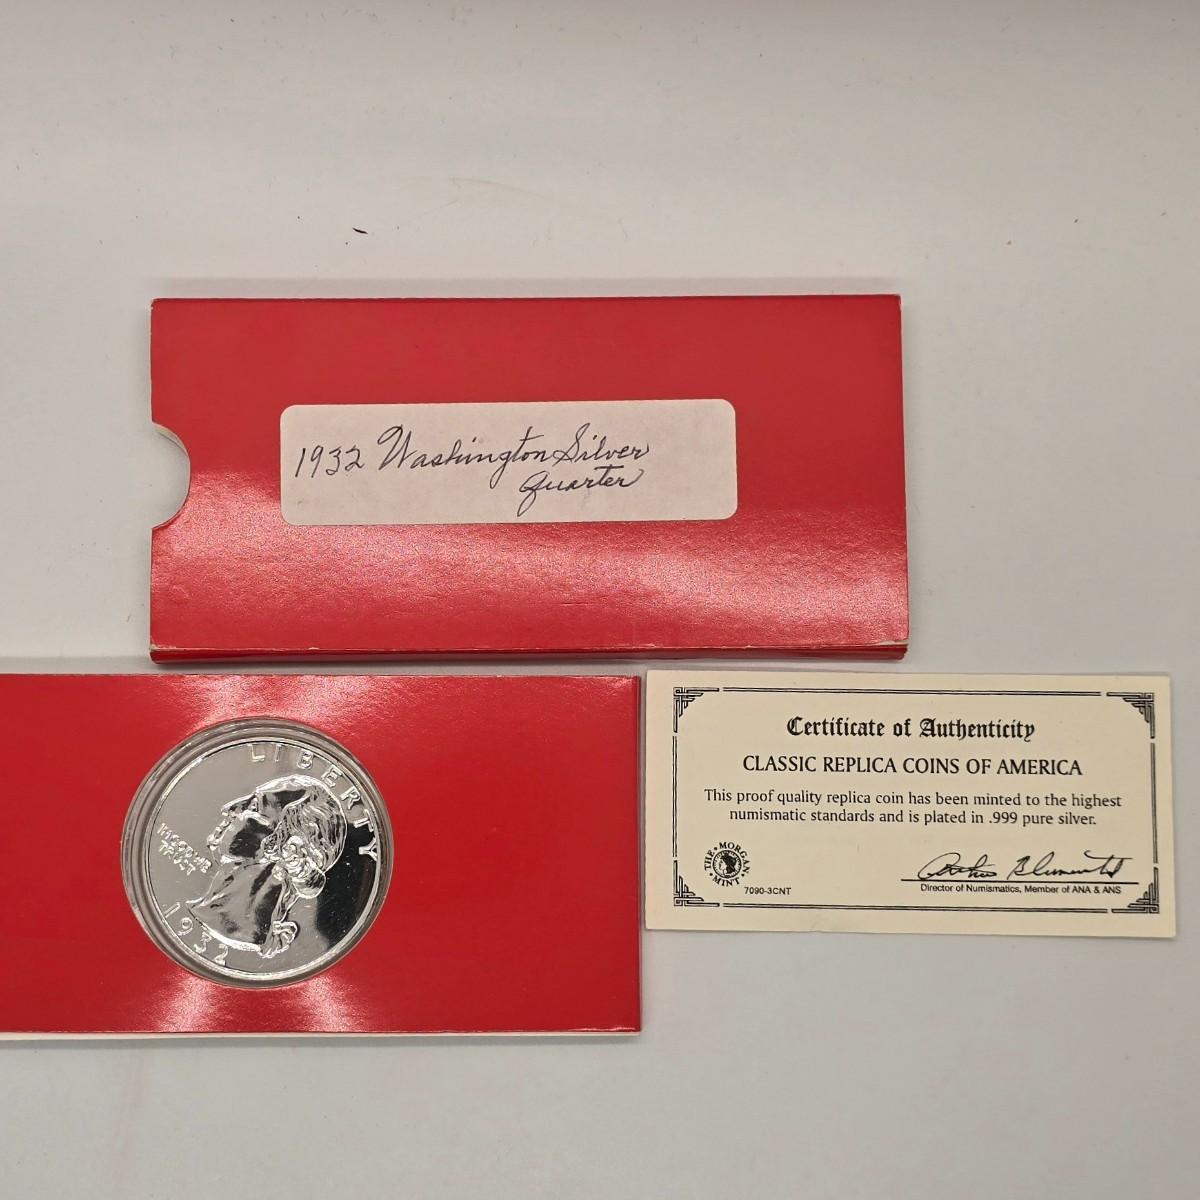 1932 Washington Silver
Quarter
LIBERTY
IN GOD WE
TRUST
1932
Certificate of Authenticity
CLASSIC REPLICA COINS OF AMERICA
This proof quality replica coin has been minted to the highest
numismatic standards and is plated in .999 pure silver.
THE • MORGAN • MINT •
7090-3CNT
Director of Numismatics, Member of ANA & ANS